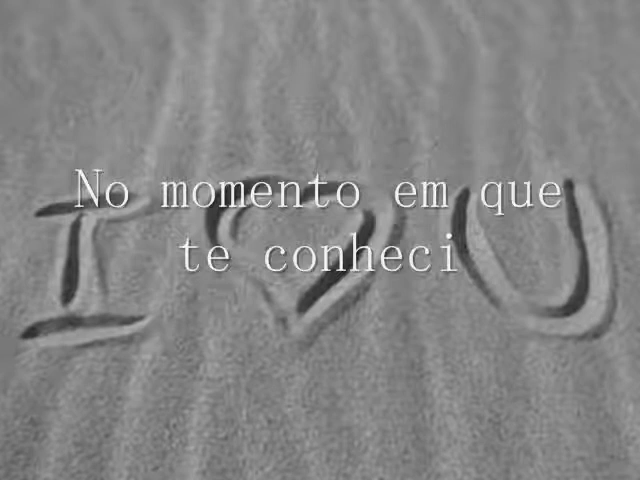 No momento em que
te conheci
I ♡ U